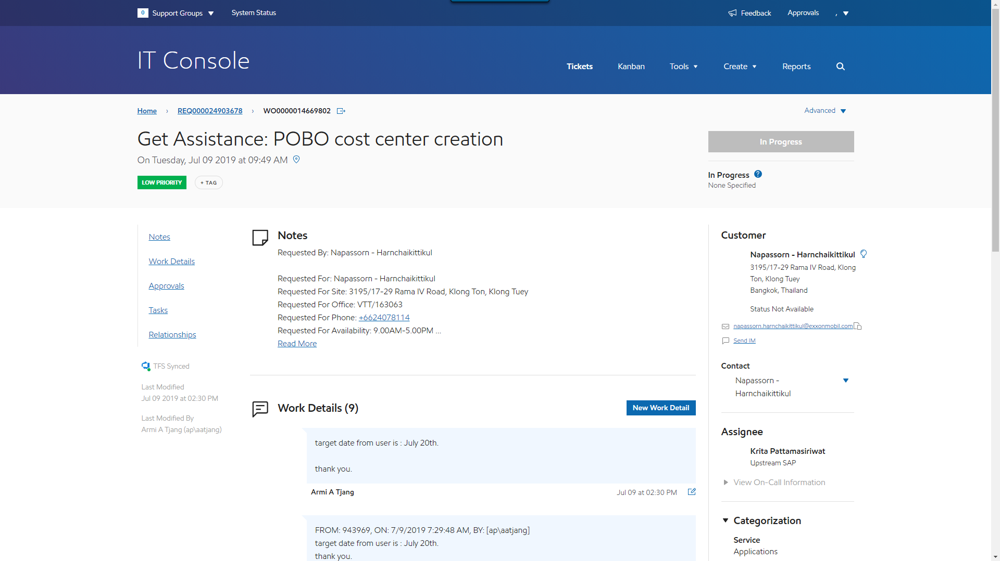 0 Support Groups System Status Feedback Approvals ,
IT Console
Tickets Kanban Tools Create Reports
Home › REQ000024903678 › WO0000014669802
Advanced
Get Assistance: POBO cost center creation
On Tuesday, Jul 09 2019 at 09:49 AM
LOW PRIORITY + TAG
In Progress
In Progress ?
None Specified
Notes
Work Details
Approvals
Tasks
Relationships
TFS Synced
Last Modified
Jul 09 2019 at 02:30 PM
Last Modified By
Armi A Tjang (ap\aatjang)
Notes
Requested By: Napassorn - Harnchaikittikul
Requested For: Napassorn - Harnchaikittikul
Requested For Site: 3195/17-29 Rama IV Road, Klong Ton, Klong Tuey
Requested For Office: VTT/163063
Requested For Phone: +6624078114
Requested For Availability: 9.00AM-5.00PM ...
Read More
Work Details (9)
New Work Detail
target date from user is : July 20th.
thank you.
Armi A Tjang
Jul 09 at 02:30 PM
FROM: 943969, ON: 7/9/2019 7:29:48 AM, BY: [ap\aatjang]
target date from user is : July 20th.
thank you.
Customer
Napassorn - Harnchaikittikul
3195/17-29 Rama IV Road, Klong
Ton, Klong Tuey
Bangkok, Thailand
Status Not Available
napassorn.harnchaikittikul@exxonmobil.com
Send IM
Contact
Napassorn -
Harnchaikittikul
Assignee
Krita Pattamasiriwat
Upstream SAP
View On-Call Information
Categorization
Service
Applications